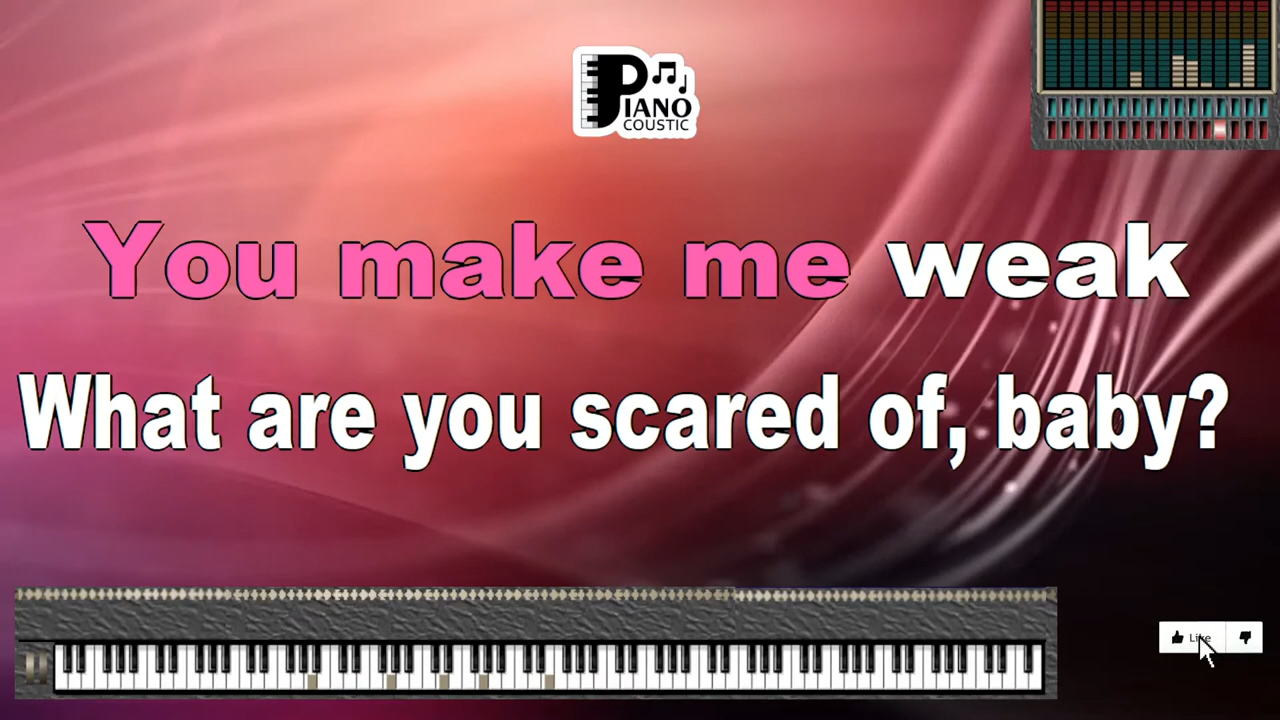 PIANO
COUSTIC
You make me weak
What are you scared of, baby?
Like